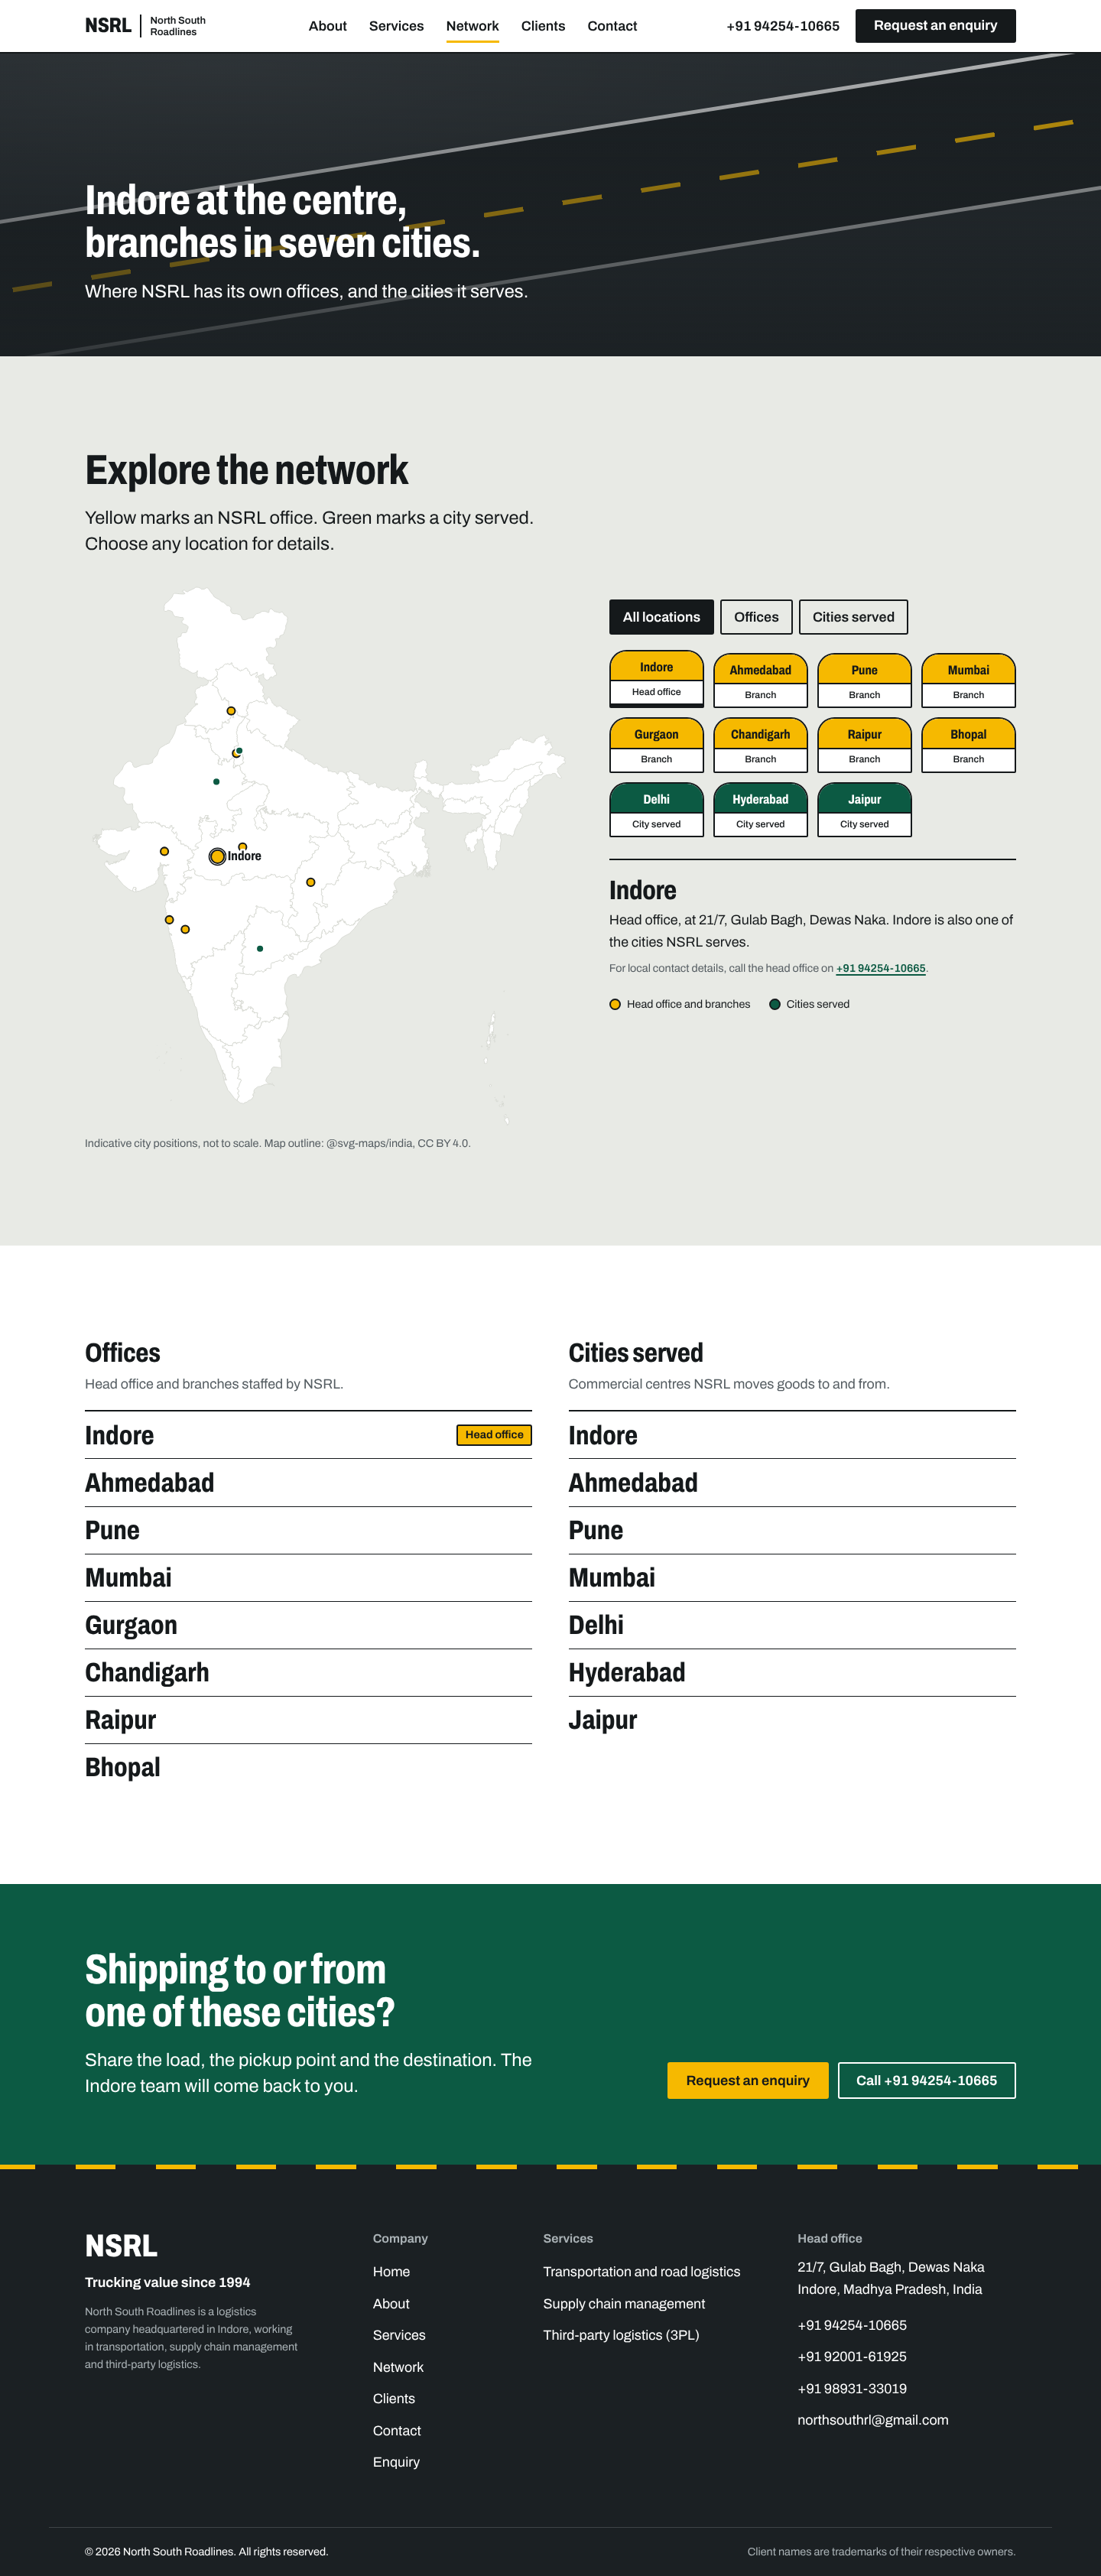 NSRL
North South
Roadlines
About
Services
Network
Clients
Contact
+91 94254-10665
Request an enquiry
Indore at the centre,
branches in seven cities.
Where NSRL has its own offices, and the cities it serves.
Explore the network
Yellow marks an NSRL office. Green marks a city served.
Choose any location for details.
Indore
Indicative city positions, not to scale. Map outline: @svg-maps/india, CC BY 4.0.
All locations
Offices
Cities served
Indore
Head office
Ahmedabad
Branch
Pune
Branch
Mumbai
Branch
Gurgaon
Branch
Chandigarh
Branch
Raipur
Branch
Bhopal
Branch
Delhi
City served
Hyderabad
City served
Jaipur
City served
Indore
Head office, at 21/7, Gulab Bagh, Dewas Naka. Indore is also one of
the cities NSRL serves.
For local contact details, call the head office on +91 94254-10665.
Head office and branches
Cities served
Offices
Head office and branches staffed by NSRL.
Indore
Head office
Ahmedabad
Pune
Mumbai
Gurgaon
Chandigarh
Raipur
Bhopal
Cities served
Commercial centres NSRL moves goods to and from.
Indore
Ahmedabad
Pune
Mumbai
Delhi
Hyderabad
Jaipur
Shipping to or from
one of these cities?
Share the load, the pickup point and the destination. The
Indore team will come back to you.
Request an enquiry
Call +91 94254-10665
NSRL
Trucking value since 1994
North South Roadlines is a logistics
company headquartered in Indore, working
in transportation, supply chain management
and third-party logistics.
Company
Home
About
Services
Network
Clients
Contact
Enquiry
Services
Transportation and road logistics
Supply chain management
Third-party logistics (3PL)
Head office
21/7, Gulab Bagh, Dewas Naka
Indore, Madhya Pradesh, India
+91 94254-10665
+91 92001-61925
+91 98931-33019
northsouthrl@gmail.com
© 2026 North South Roadlines. All rights reserved.
Client names are trademarks of their respective owners.